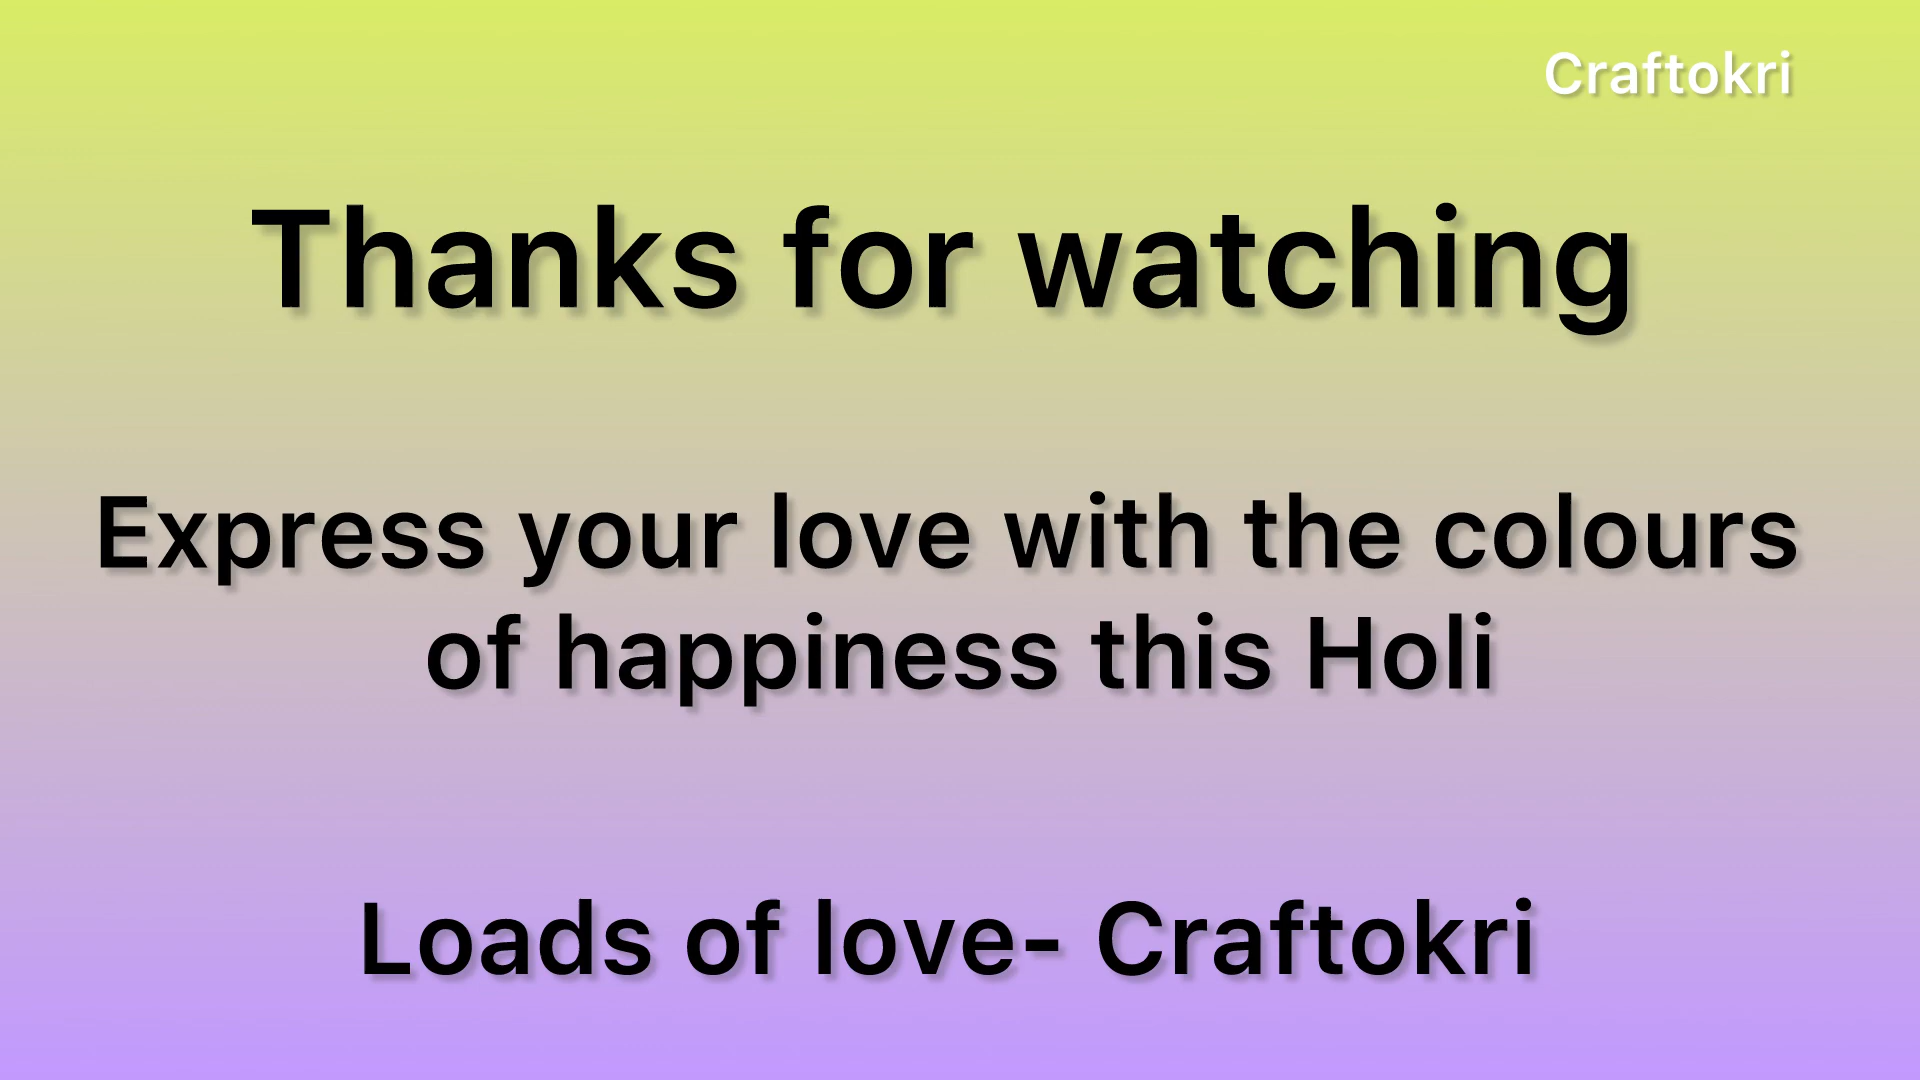 Craftokri
Thanks for watching
Express your love with the colours
of happiness this Holi
Loads of love- Craftokri